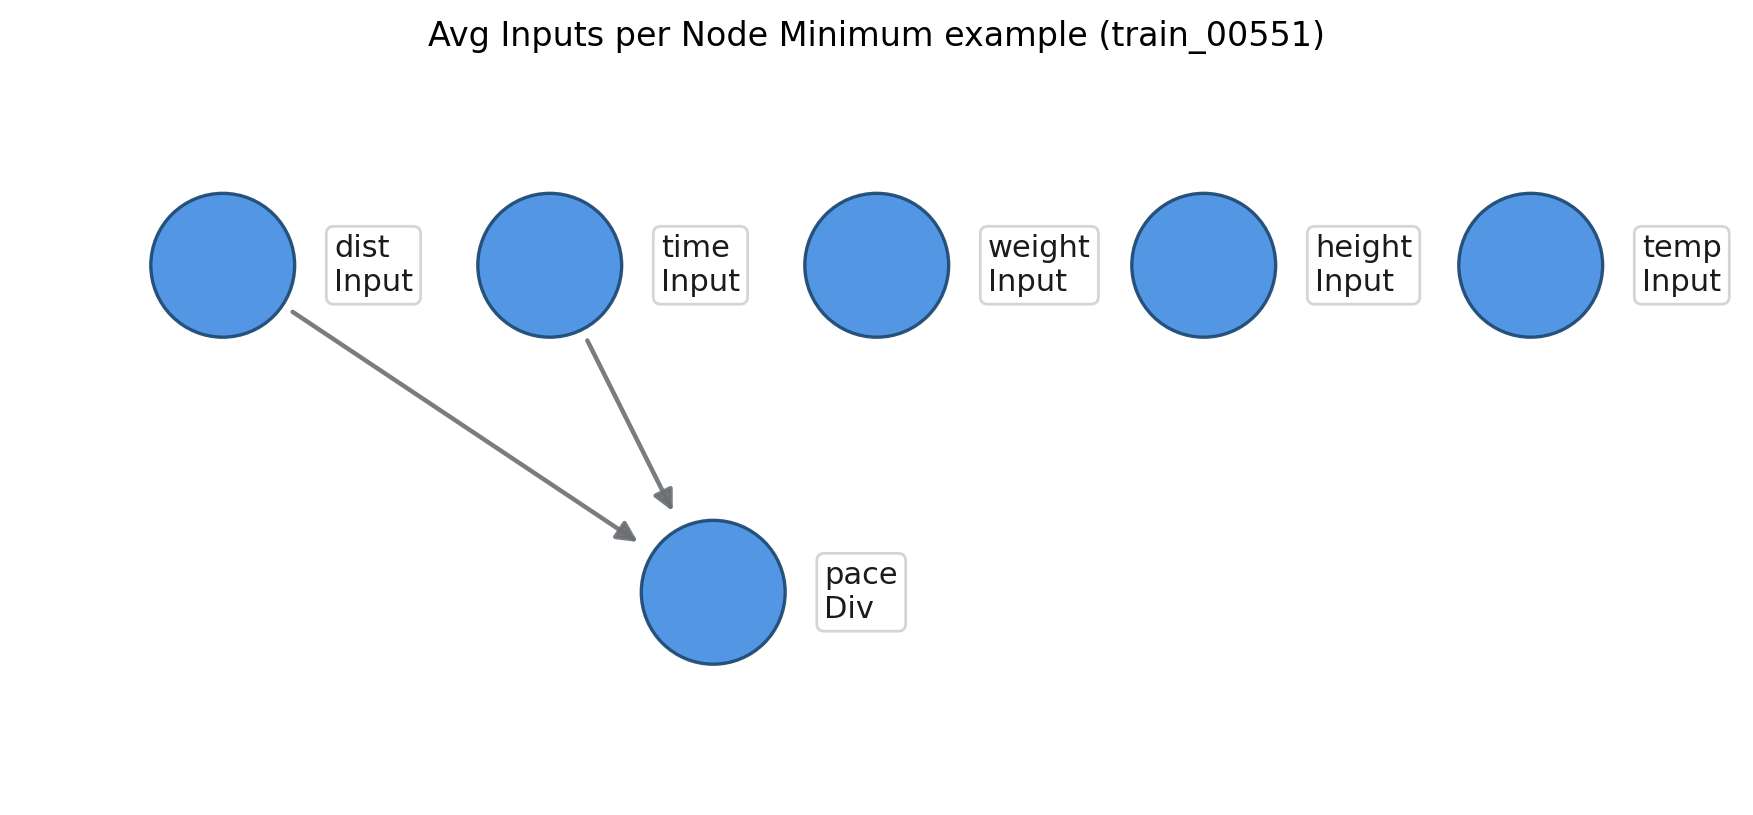 Avg Inputs per Node Minimum example (train_00551)
dist
Input
time
Input
weight
Input
height
Input
temp
Input
pace
Div